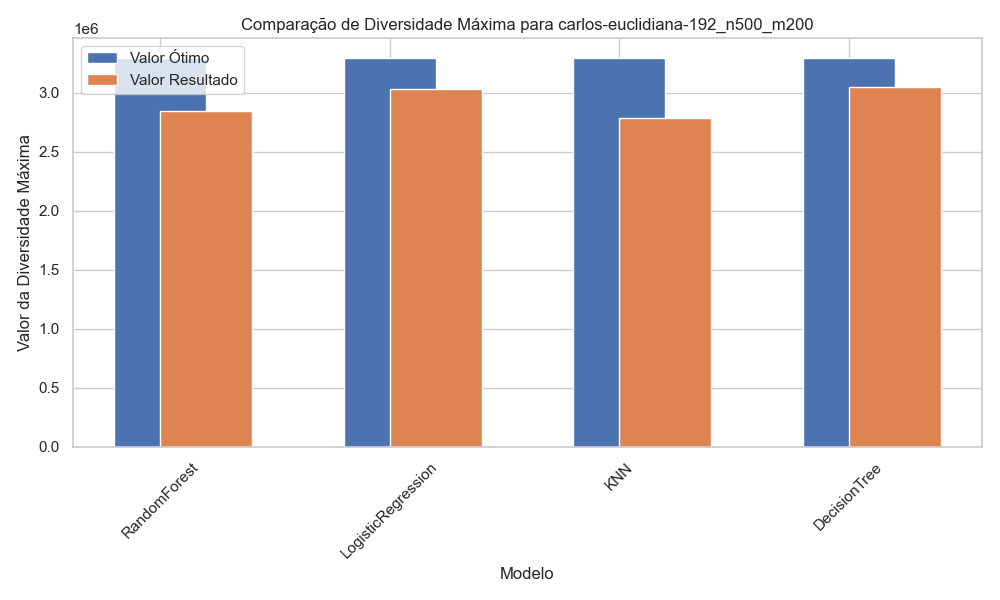 Comparação de Diversidade Máxima para carlos-euclidiana-192_n500_m200
1e6
Valor Ótimo
Valor Resultado
Valor da Diversidade Máxima
3.0
2.5
2.0
1.5
1.0
0.5
0.0
RandomForest
LogisticRegression
KNN
DecisionTree
Modelo